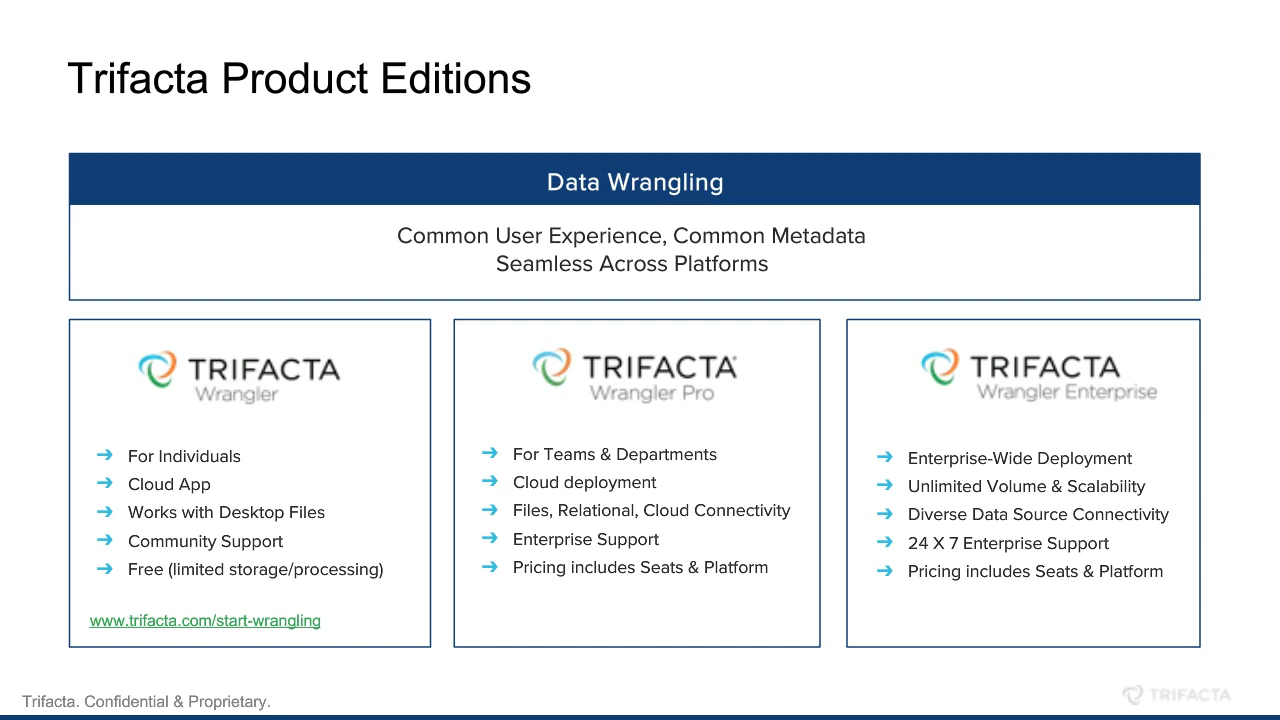 Trifacta Product Editions
Data Wrangling
Common User Experience, Common Metadata
Seamless Across Platforms
TRIFACTA
Wrangler
➔ For Individuals
➔ Cloud App
➔ Works with Desktop Files
➔ Community Support
➔ Free (limited storage/processing)
www.trifacta.com/start-wrangling
TRIFACTA
Wrangler Pro
➔ For Teams & Departments
➔ Cloud deployment
➔ Files, Relational, Cloud Connectivity
➔ Enterprise Support
➔ Pricing includes Seats & Platform
TRIFACTA
Wrangler Enterprise
➔ Enterprise-Wide Deployment
➔ Unlimited Volume & Scalability
➔ Diverse Data Source Connectivity
➔ 24 X 7 Enterprise Support
➔ Pricing includes Seats & Platform
Trifacta. Confidential & Proprietary.
TRIFACTA